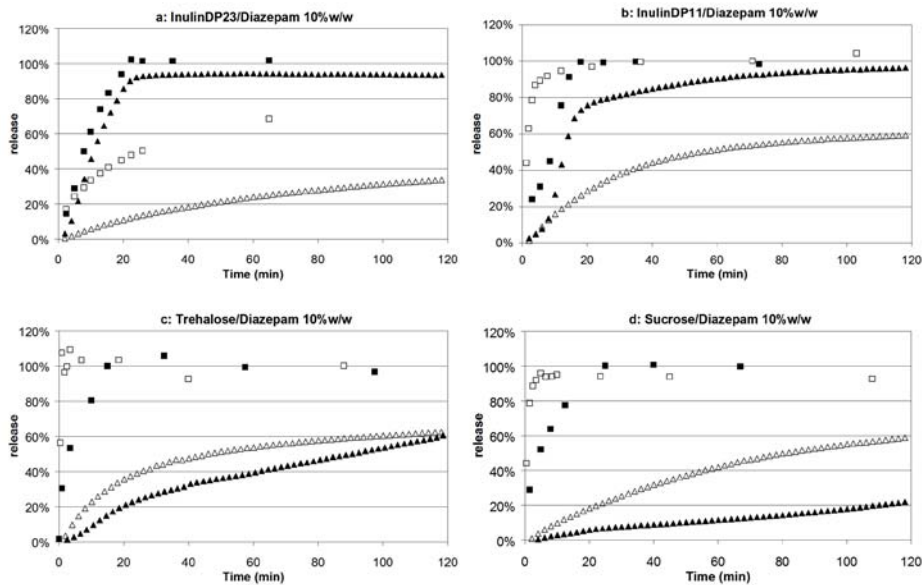 a: InulinDP23/Diazepam 10%w/w
120%
100%
80%
60%
40%
20%
0%
release
0 20 40 60 80 100 120
Time (min)
b: InulinDP11/Diazepam 10%w/w
120%
100%
80%
60%
40%
20%
0%
release
0 20 40 60 80 100 120
Time (min)
c: Trehalose/Diazepam 10%w/w
120%
100%
80%
60%
40%
20%
0%
release
0 20 40 60 80 100 120
Time (min)
d: Sucrose/Diazepam 10%w/w
120%
100%
80%
60%
40%
20%
0%
release
0 20 40 60 80 100 120
Time (min)